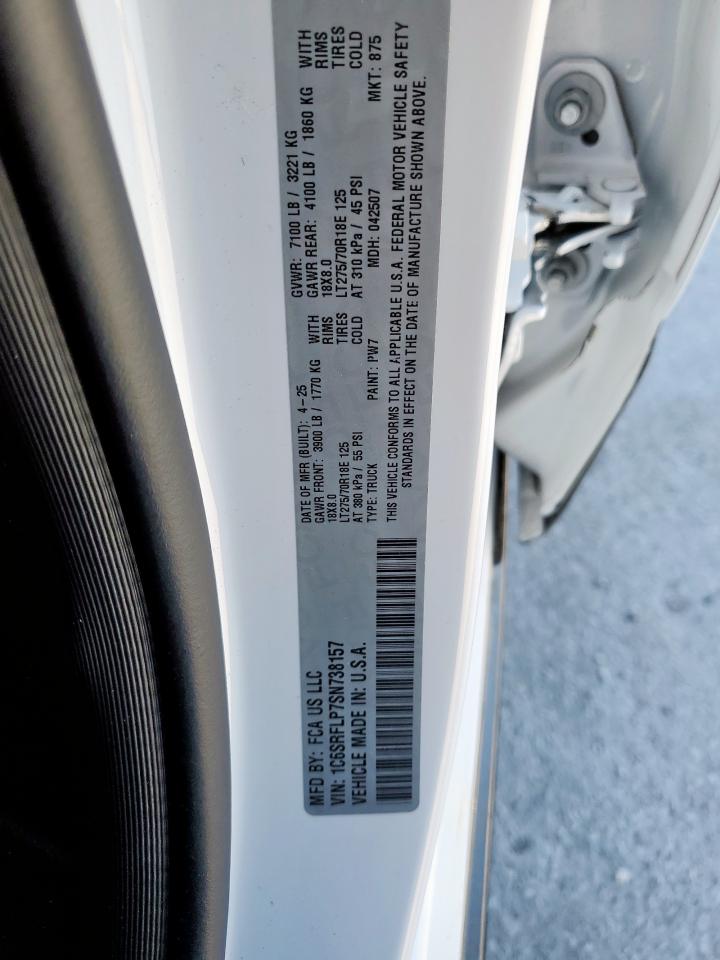 MFD BY: FCA US LLC
VIN: 1C6SRFLP7SN738157
VEHICLE MADE IN: U.S.A.
DATE OF MFR (BUILT): 4-25 GVWR: 7100 LB / 3221 KG
GAWR FRONT: 3900 LB / 1770 KG WITH GAWR REAR: 4100 LB / 1860 KG WITH
18X8.0 RIMS 18X8.0 RIMS
LT275/70R18E 125 TIRES LT275/70R18E 125 TIRES
AT 380 kPa / 55 PSI COLD AT 310 kPa / 45 PSI COLD
TYPE: TRUCK PAINT: PW7 MDH: 042507 MKT: 875
THIS VEHICLE CONFORMS TO ALL APPLICABLE U.S.A. FEDERAL MOTOR VEHICLE SAFETY
STANDARDS IN EFFECT ON THE DATE OF MANUFACTURE SHOWN ABOVE.